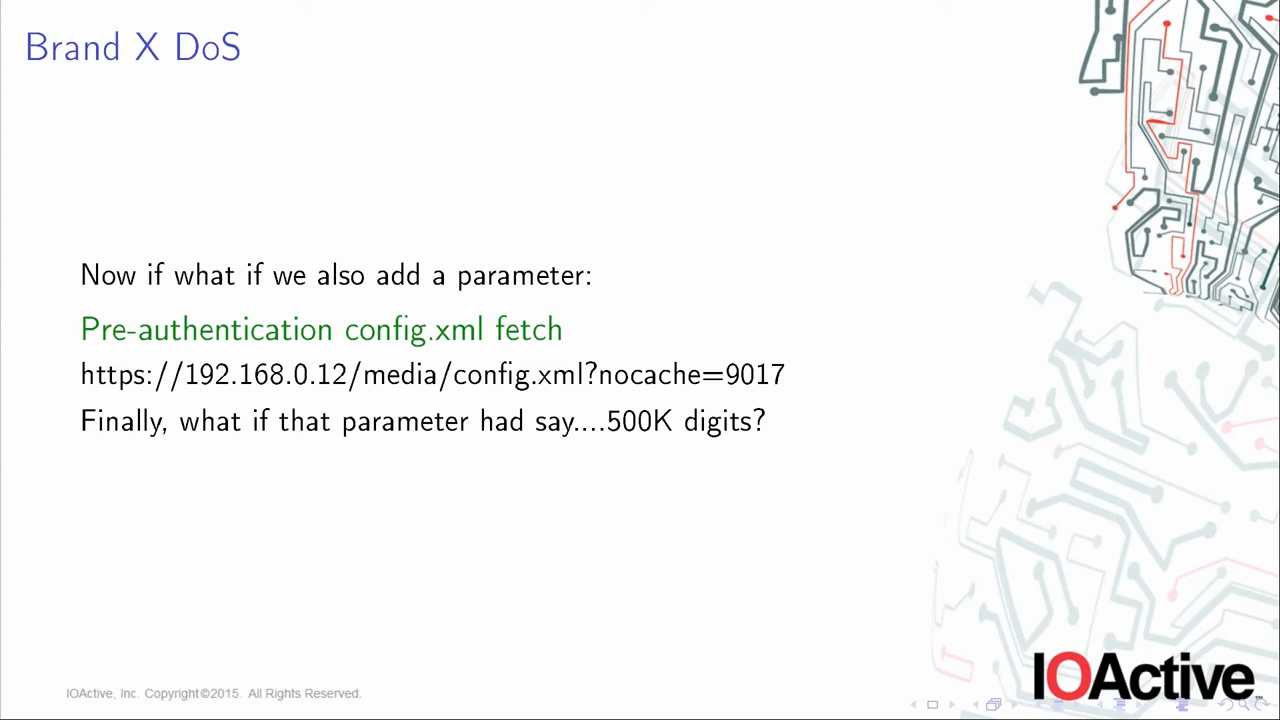 Brand X DoS
Now if what if we also add a parameter:
Pre-authentication config.xml fetch
https://192.168.0.12/media/config.xml?nocache=9017
Finally, what if that parameter had say....500K digits?
IOActive, Inc. Copyright©2015. All Rights Reserved.
IOActive™